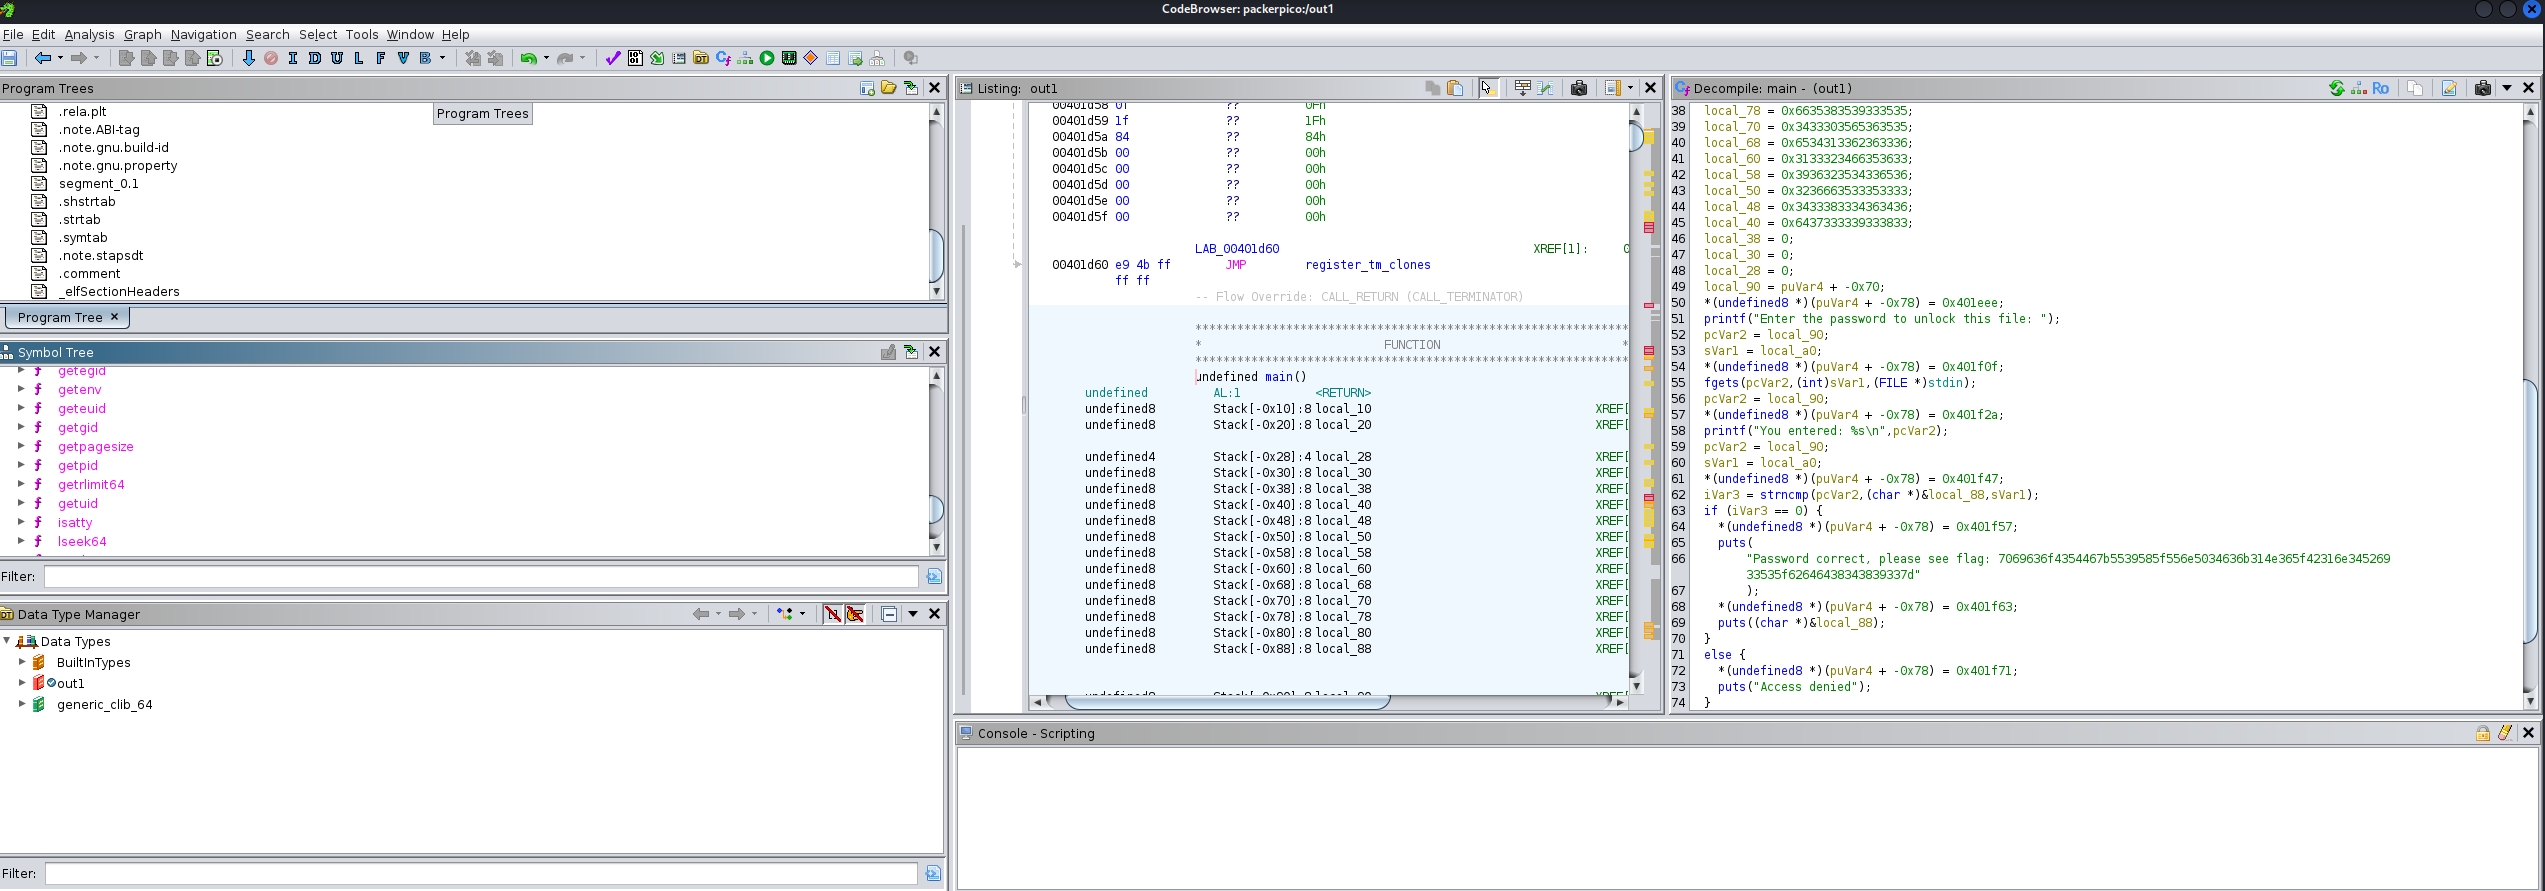 CodeBrowser: packerpico:/out1
File Edit Analysis Graph Navigation Search Select Tools Window Help
I D U L F V B
Program Trees
.rela.plt
Program Trees
.note.ABI-tag
.note.gnu.build-id
.note.gnu.property
segment_0.1
.shstrtab
.strtab
.symtab
.note.stapsdt
.comment
_elfSectionHeaders
Program Tree
Symbol Tree
getegid
getenv
geteuid
getgid
getpagesize
getpid
getrlimit64
getuid
isatty
lseek64
Filter:
Data Type Manager
Data Types
BuiltInTypes
out1
generic_clib_64
Filter:
Listing: out1
00401d58 0f ?? 0Fh
00401d59 1f ?? 1Fh
00401d5a 84 ?? 84h
00401d5b 00 ?? 00h
00401d5c 00 ?? 00h
00401d5d 00 ?? 00h
00401d5e 00 ?? 00h
00401d5f 00 ?? 00h
LAB_00401d60 XREF[1]: 0
00401d60 e9 4b ff JMP register_tm_clones
ff ff
-- Flow Override: CALL_RETURN (CALL_TERMINATOR)
* FUNCTION *
undefined main()
undefined AL:1 <RETURN>
undefined8 Stack[-0x10]:8 local_10 XREF[
undefined8 Stack[-0x20]:8 local_20 XREF[
undefined4 Stack[-0x28]:4 local_28 XREF[
undefined8 Stack[-0x30]:8 local_30 XREF[
undefined8 Stack[-0x38]:8 local_38 XREF[
undefined8 Stack[-0x40]:8 local_40 XREF[
undefined8 Stack[-0x48]:8 local_48 XREF[
undefined8 Stack[-0x50]:8 local_50 XREF[
undefined8 Stack[-0x58]:8 local_58 XREF[
undefined8 Stack[-0x60]:8 local_60 XREF[
undefined8 Stack[-0x68]:8 local_68 XREF[
undefined8 Stack[-0x70]:8 local_70 XREF[
undefined8 Stack[-0x78]:8 local_78 XREF[
undefined8 Stack[-0x80]:8 local_80 XREF[
undefined8 Stack[-0x88]:8 local_88 XREF[
Decompile: main - (out1)
38 local_78 = 0x6635383539333535;
39 local_70 = 0x3433303565363535;
40 local_68 = 0x6534313362363336;
41 local_60 = 0x3133323466353633;
42 local_58 = 0x3936323534336536;
43 local_50 = 0x3236663533353333;
44 local_48 = 0x3433383334363436;
45 local_40 = 0x6437333339333833;
46 local_38 = 0;
47 local_30 = 0;
48 local_28 = 0;
49 local_90 = puVar4 + -0x70;
50 *(undefined8 *)(puVar4 + -0x78) = 0x401eee;
51 printf("Enter the password to unlock this file: ");
52 pcVar2 = local_90;
53 sVar1 = local_a0;
54 *(undefined8 *)(puVar4 + -0x78) = 0x401f0f;
55 fgets(pcVar2,(int)sVar1,(FILE *)stdin);
56 pcVar2 = local_90;
57 *(undefined8 *)(puVar4 + -0x78) = 0x401f2a;
58 printf("You entered: %s\n",pcVar2);
59 pcVar2 = local_90;
60 sVar1 = local_a0;
61 *(undefined8 *)(puVar4 + -0x78) = 0x401f47;
62 iVar3 = strncmp(pcVar2,(char *)&local_88,sVar1);
63 if (iVar3 == 0) {
64 *(undefined8 *)(puVar4 + -0x78) = 0x401f57;
65 puts(
66 "Password correct, please see flag: 7069636f4354467b5539585f556e5034636b314e365f42316e345269
33535f62646438343839337d"
67 );
68 *(undefined8 *)(puVar4 + -0x78) = 0x401f63;
69 puts((char *)&local_88);
70 }
71 else {
72 *(undefined8 *)(puVar4 + -0x78) = 0x401f71;
73 puts("Access denied");
74 }
Console - Scripting